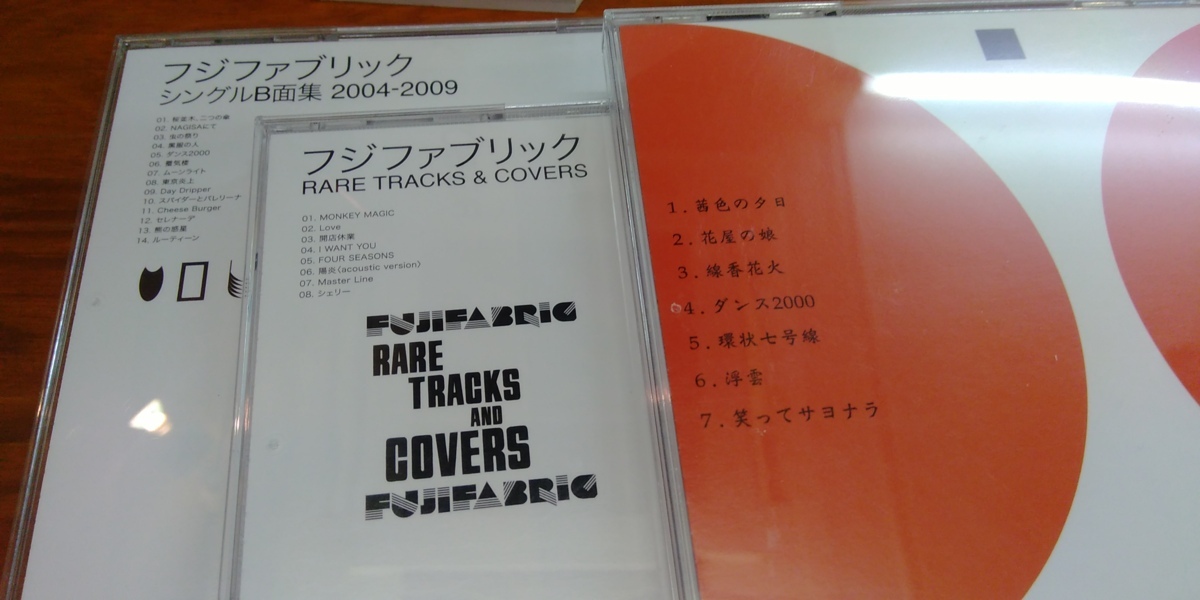 フジファブリック
シングルB面集 2004-2009
01. 桜並木、二つの傘
02. NAGISAにて
03. 虫の祭り
04. 黒服の人
05. ダンス2000
06. 蜃気楼
07. ムーンライト
08. 東京炎上
09. Day Dripper
10. スパイダーとバレリーナ
11. Cheese Burger
12. セレナーデ
13. 熊の惑星
14. ルーティーン
フジファブリック
RARE TRACKS & COVERS
01. MONKEY MAGIC
02. Love
03. 開店休業
04. I WANT YOU
05. FOUR SEASONS
06. 陽炎(acoustic version)
07. Master Line
08. シェリー
FUJIFABRIC
RARE
TRACKS
AND
COVERS
FUJIFABRIC
1. 茜色の夕日
2. 花屋の娘
3. 線香花火
4. ダンス2000
5. 環状七号線
6. 浮雲
7. 笑ってサヨナラ